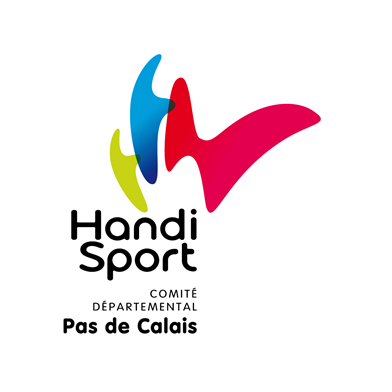 Handi
Sport
COMITÉ
DÉPARTEMENTAL
Pas de Calais